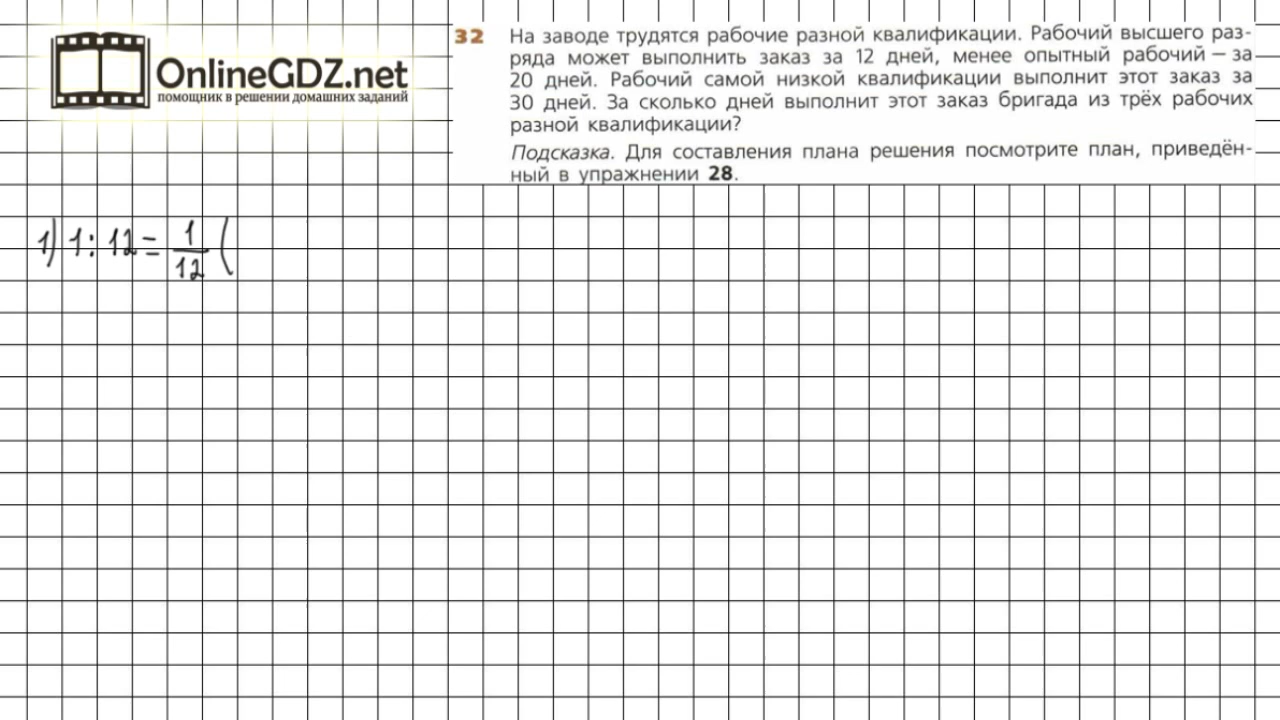 OnlineGDZ.net
помощник в решении домашних заданий
32 На заводе трудятся рабочие разной квалификации. Рабочий высшего раз-
ряда может выполнить заказ за 12 дней, менее опытный рабочий – за
20 дней. Рабочий самой низкой квалификации выполнит этот заказ за
30 дней. За сколько дней выполнит этот заказ бригада из трёх рабочих
разной квалификации?
Подсказка. Для составления плана решения посмотрите план, приведён-
ный в упражнении 28.
1) 1 : 12 = 1/12 (